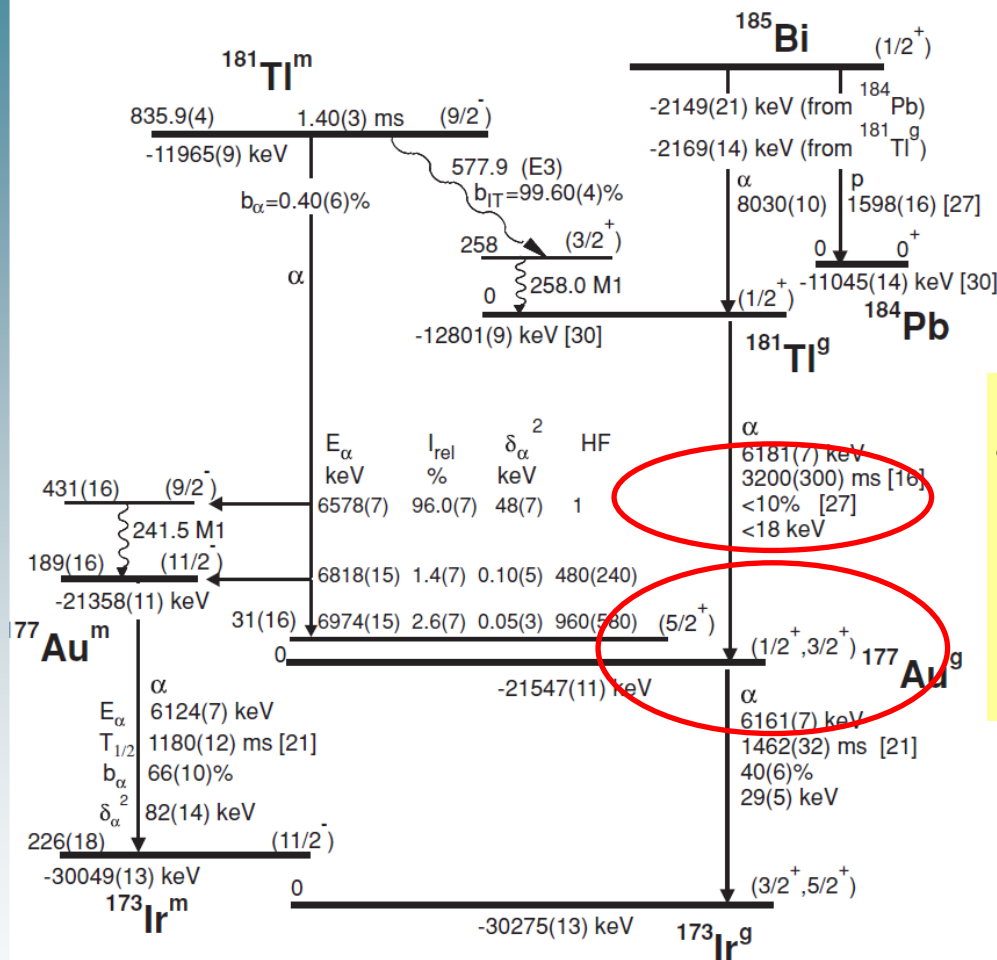 185Bi (1/2+)
181Tlm
835.9(4) 1.40(3) ms (9/2-)
-11965(9) keV
-2149(21) keV (from 184Pb)
-2169(14) keV (from 181Tlg)
577.9 (E3)
bα=0.40(6)% bIT=99.60(4)%
α p
8030(10) 1598(16) [27]
α
258 (3/2+)
258.0 M1
0 0+
-11045(14) keV [30]
184Pb
0 (1/2+)
-12801(9) keV [30]
181Tlg
Eα Irel δα2 HF
keV % keV
α
6181(7) keV
3200(300) ms [16]
<10% [27]
<18 keV
431(16) (9/2-)
6578(7) 96.0(7) 48(7) 1
241.5 M1
189(16) (11/2-)
6818(15) 1.4(7) 0.10(5) 480(240)
-21358(11) keV
177Aum
31(16) 6974(15) 2.6(7) 0.05(3) 960(580) (5/2+)
0 (1/2+,3/2+) 177Aug
-21547(11) keV
α
Eα 6124(7) keV
T1/2 1180(12) ms [21]
bα 66(10)%
δα2 82(14) keV
α
6161(7) keV
1462(32) ms [21]
40(6)%
29(5) keV
226(18) (11/2-)
-30049(13) keV
173Irm
0 (3/2+,5/2+)
-30275(13) keV
173Irg